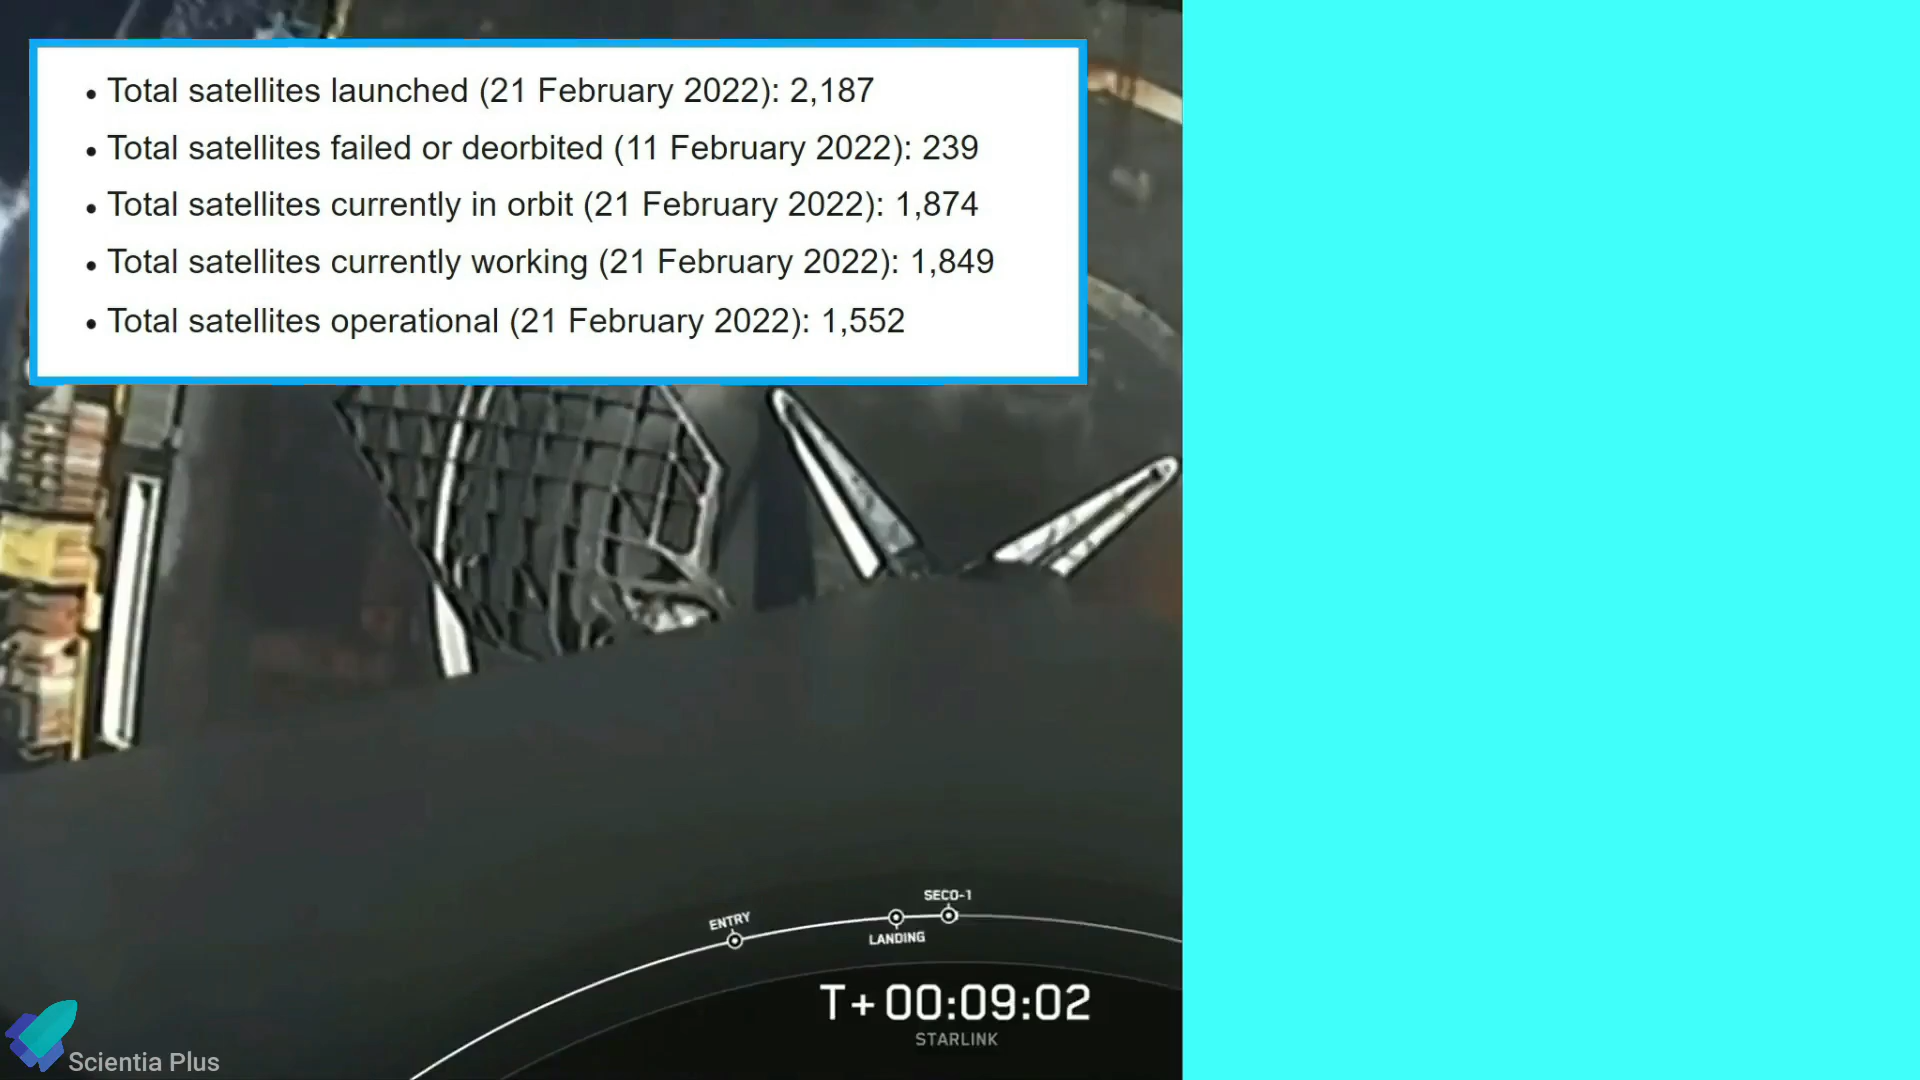 • Total satellites launched (21 February 2022): 2,187
• Total satellites failed or deorbited (11 February 2022): 239
• Total satellites currently in orbit (21 February 2022): 1,874
• Total satellites currently working (21 February 2022): 1,849
• Total satellites operational (21 February 2022): 1,552
SECO-1
ENTRY
LANDING
T+00:09:02
STARLINK
Scientia Plus